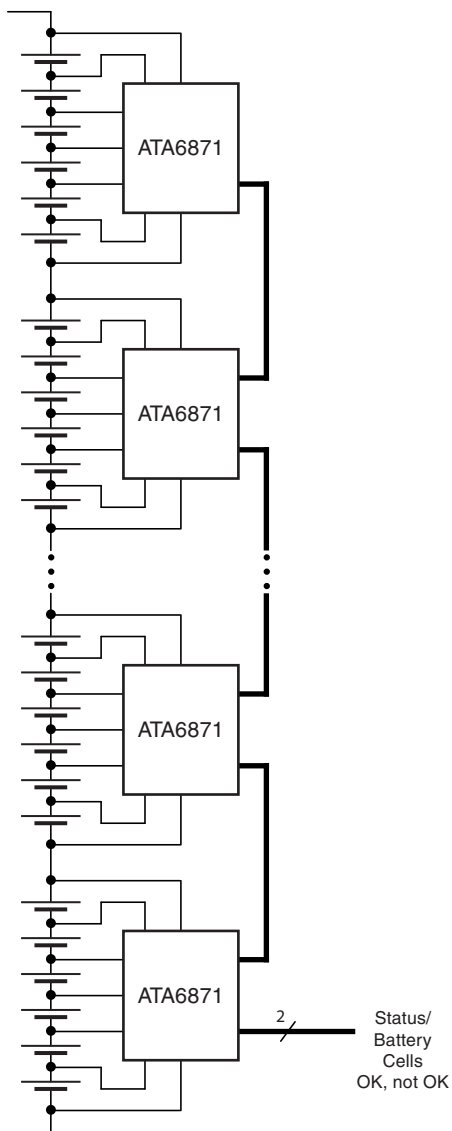 ATA6871
ATA6871
ATA6871
ATA6871
2
Status/
Battery
Cells
OK, not OK